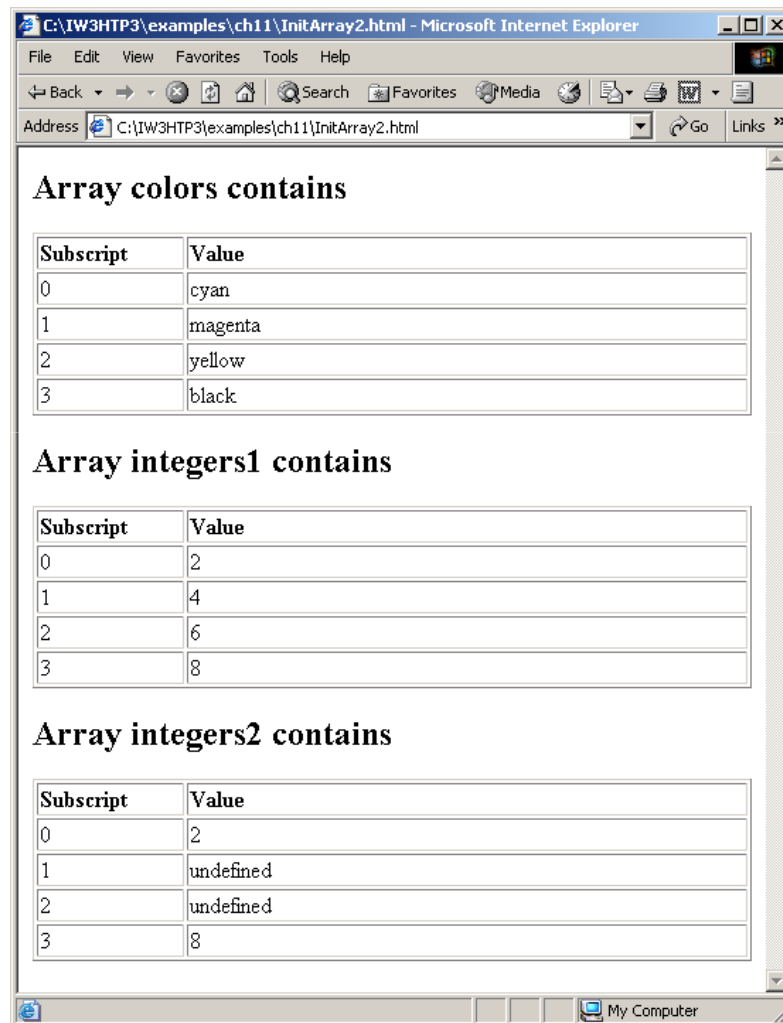 C:\IW3HTP3\examples\ch11\InitArray2.html - Microsoft Internet Explorer
File Edit View Favorites Tools Help
Back Search Favorites Media
Address C:\IW3HTP3\examples\ch11\InitArray2.html Go Links »
Array colors contains
Subscript Value
0 cyan
1 magenta
2 yellow
3 black
Array integers1 contains
Subscript Value
0 2
1 4
2 6
3 8
Array integers2 contains
Subscript Value
0 2
1 undefined
2 undefined
3 8
My Computer